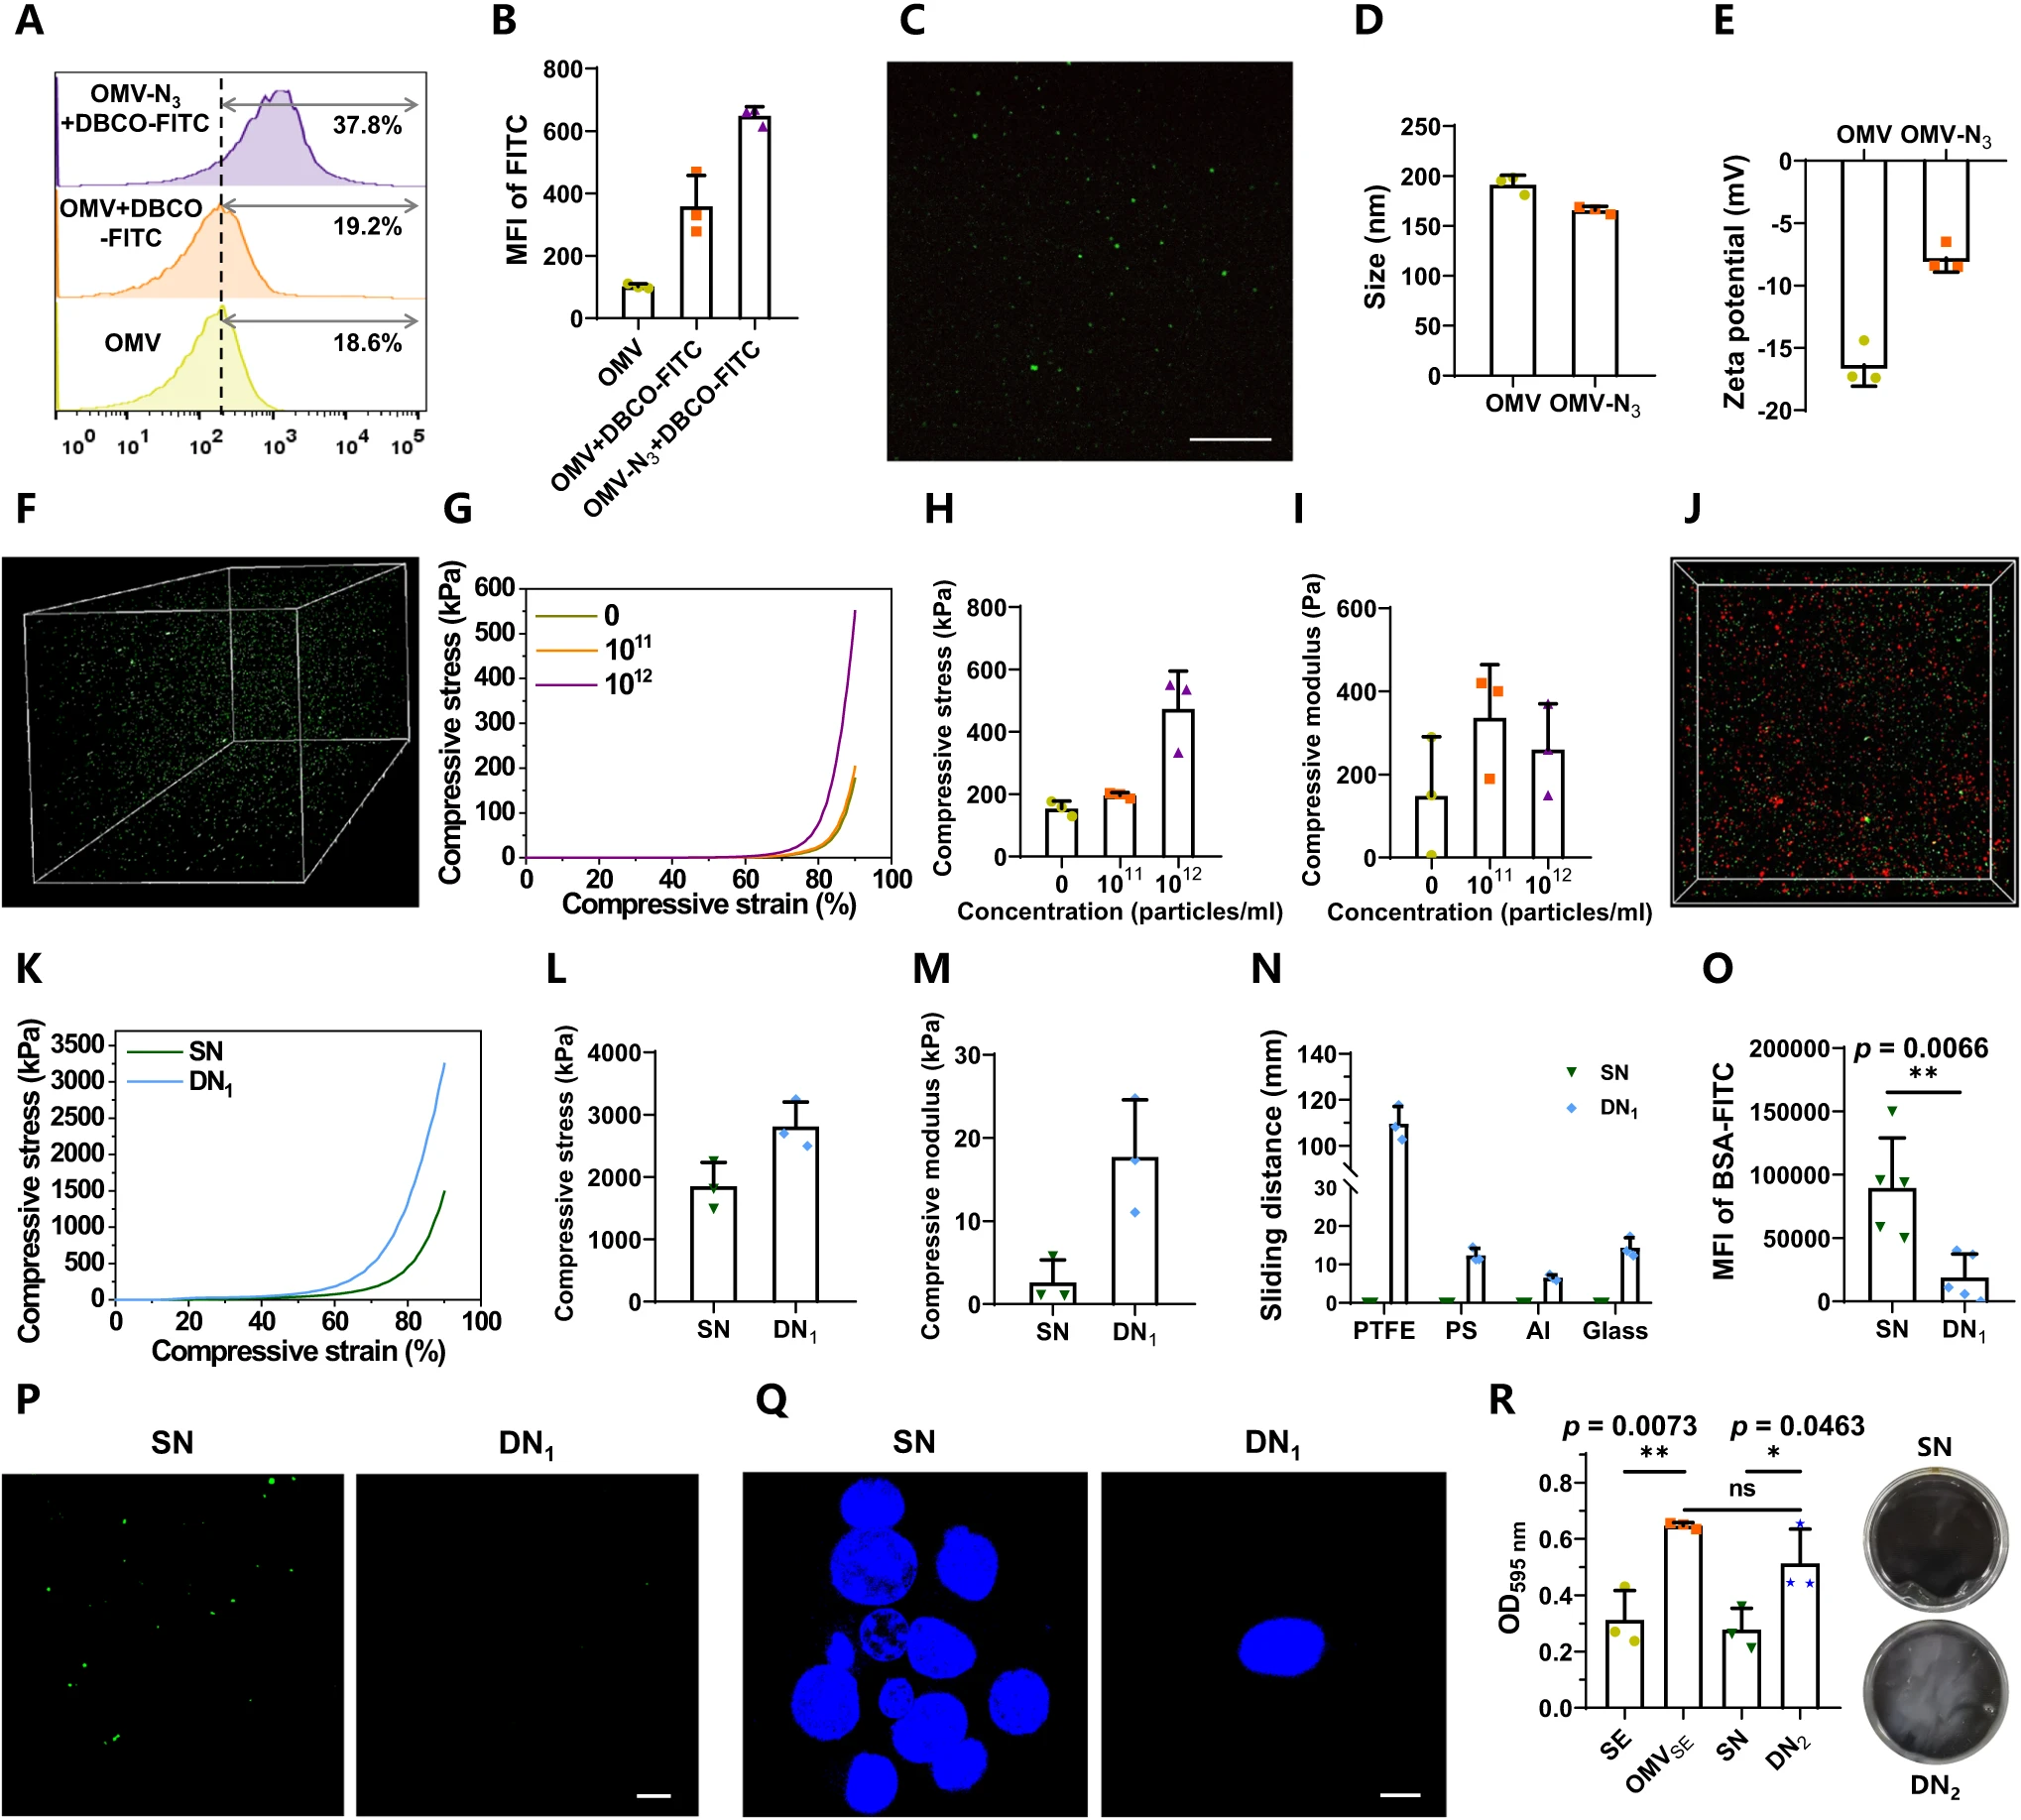 A
OMV-N3
+DBCO-FITC
37.8%
OMV+DBCO
-FITC
19.2%
OMV
18.6%
10^0 10^1 10^2 10^3 10^4 10^5
B
MFI of FITC
800
600
400
200
0
OMV
OMV+DBCO-FITC
OMV-N3+DBCO-FITC
C
D
Size (nm)
250
200
150
100
50
0
OMV OMV-N3
E
OMV OMV-N3
Zeta potential (mV)
0
-5
-10
-15
-20
F
G
Compressive stress (kPa)
600
500
400
300
200
100
0
0
10^11
10^12
0 20 40 60 80 100
Compressive strain (%)
H
Compressive stress (kPa)
800
600
400
200
0
0 10^11 10^12
Concentration (particles/ml)
I
Compressive modulus (Pa)
600
400
200
0
0 10^11 10^12
Concentration (particles/ml)
J
K
Compressive stress (kPa)
3500
3000
2500
2000
1500
1000
500
0
SN
DN1
0 20 40 60 80 100
Compressive strain (%)
L
Compressive stress (kPa)
4000
3000
2000
1000
0
SN DN1
M
Compressive modulus (kPa)
30
20
10
0
SN DN1
N
Sliding distance (mm)
140
120
100
30
20
10
0
SN
DN1
PTFE PS Al Glass
O
MFI of BSA-FITC
200000
150000
100000
50000
0
p = 0.0066
**
SN DN1
P
SN DN1
Q
SN DN1
R
p = 0.0073 p = 0.0463
** *
ns
OD595 nm
0.8
0.6
0.4
0.2
0.0
SE
OMVSE
SN
DN2
SN
DN2